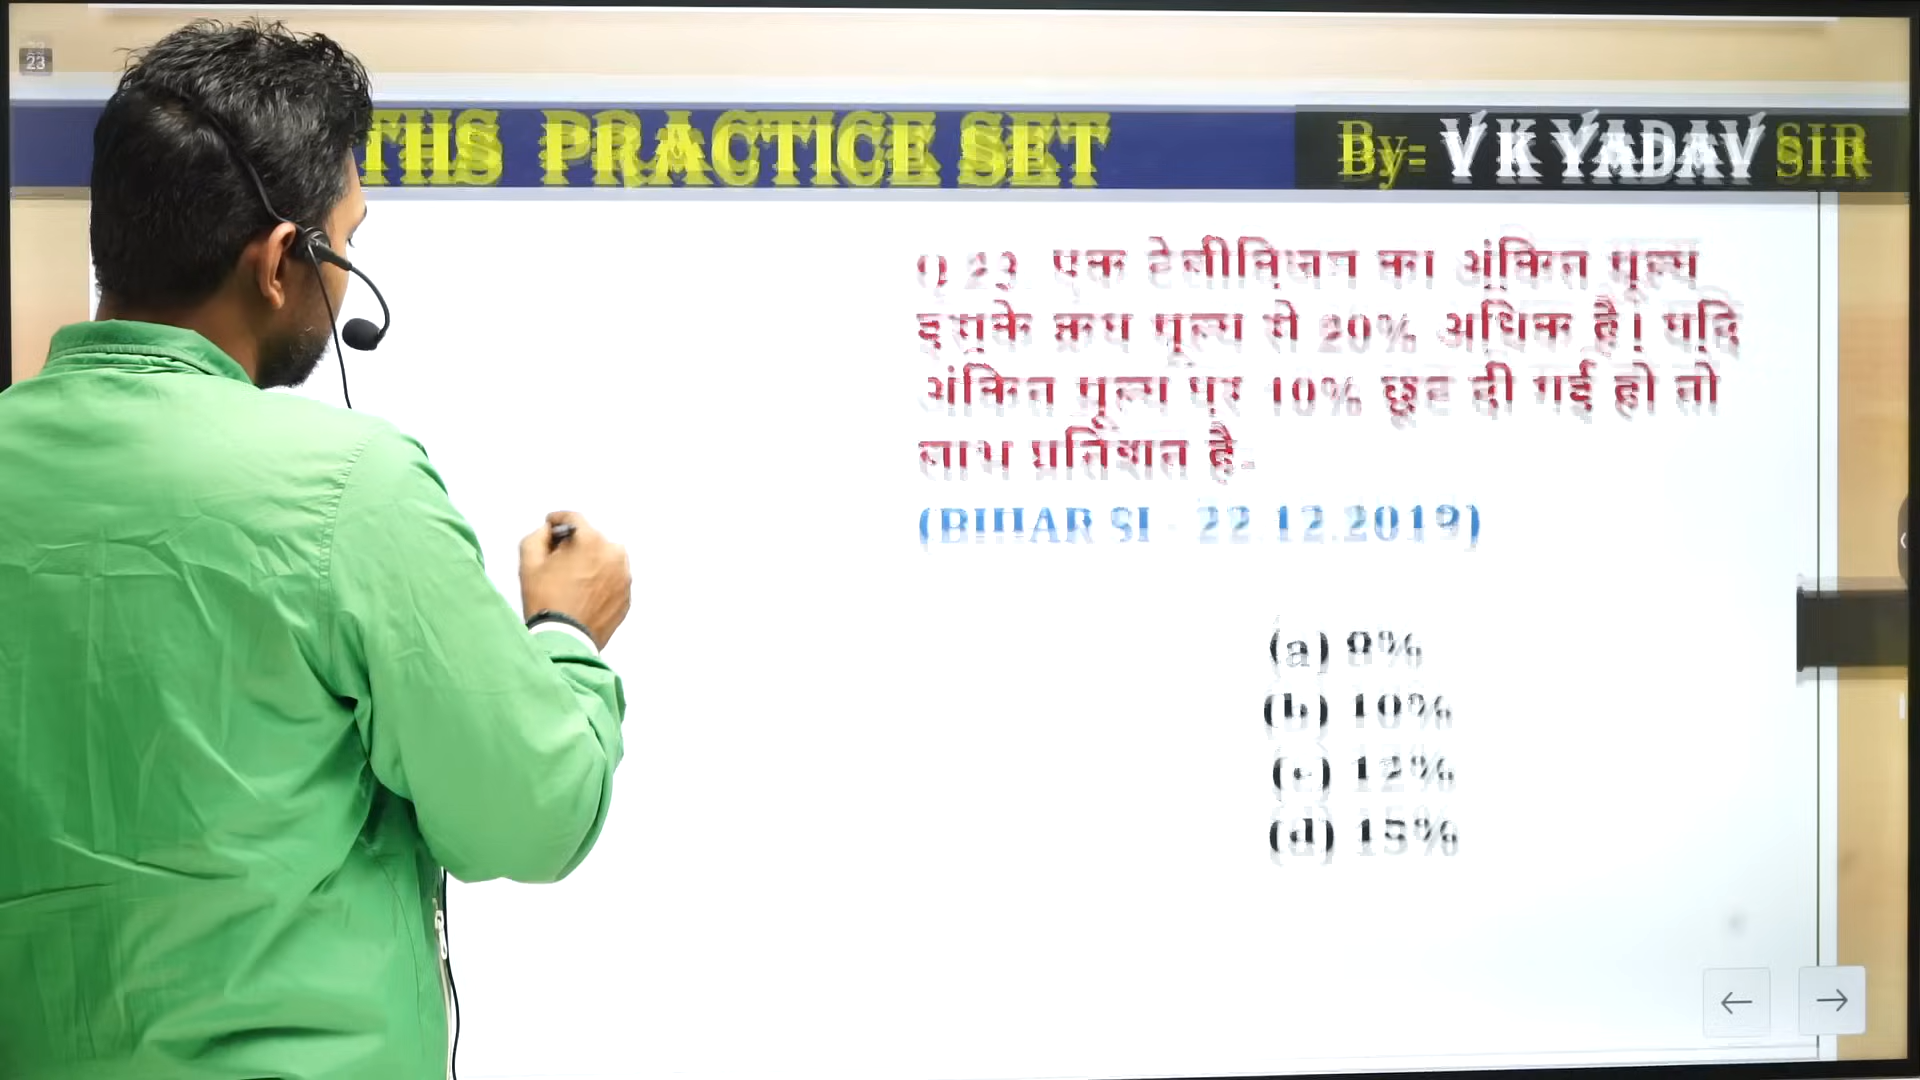 23
THS PRACTICE SET
By= V K YADAV SIR
Q 23. एक टेलीविजन का अंकित मूल्य
इसके क्रय मूल्य से 20% अधिक है। यदि
अंकित मूल्य पर 10% छूट दी गई हो तो
लाभ प्रतिशत है-
(BIHAR SI - 22.12.2019)
(a) 8%
(b) 10%
(c) 12%
(d) 15%